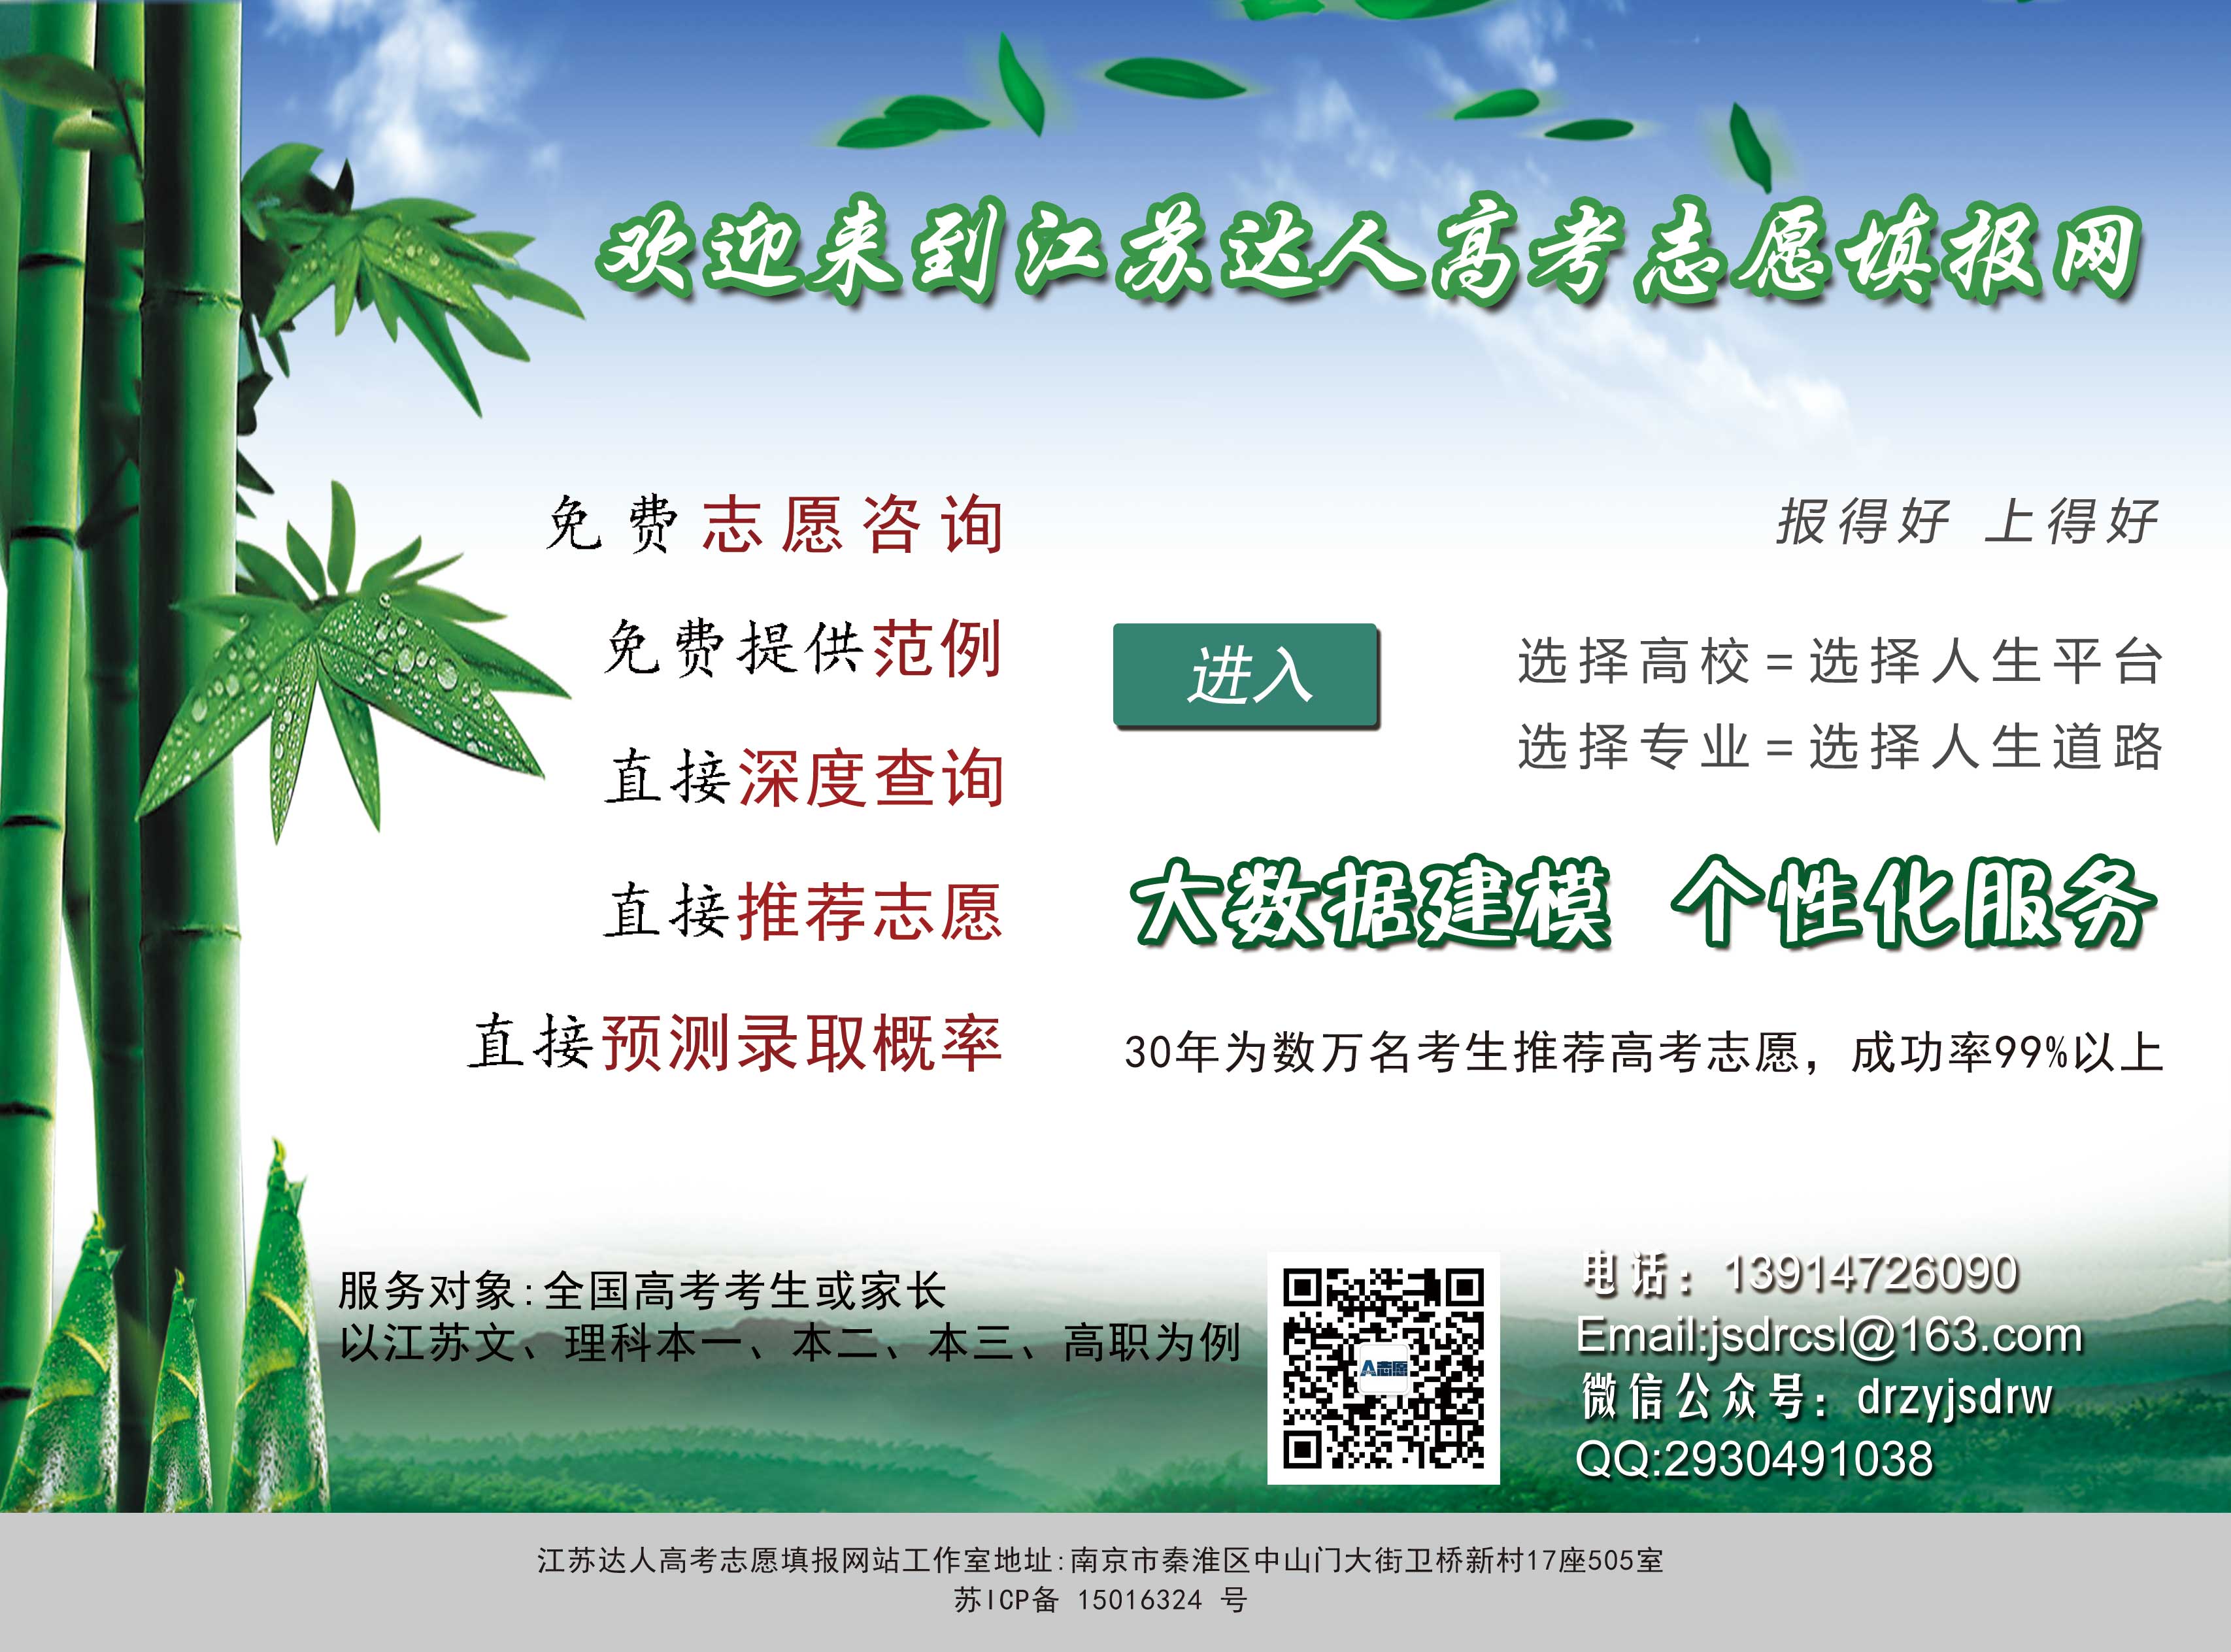 欢迎来到江苏达人高考志愿填报网
免费志愿咨询
免费提供范例
直接深度查询
直接推荐志愿
直接预测录取概率
进入
报得好 上得好
选择高校=选择人生平台
选择专业=选择人生道路
大数据建模 个性化服务
30年为数万名考生推荐高考志愿，成功率99%以上
服务对象:全国高考考生或家长
以江苏文、理科本一、本二、本三、高职为例
A志愿
电话：13914726090
Email:jsdrcsl@163.com
微信公众号：drzyjsdrw
QQ:2930491038
江苏达人高考志愿填报网站工作室地址:南京市秦淮区中山门大街卫桥新村17座505室
苏ICP备 15016324 号